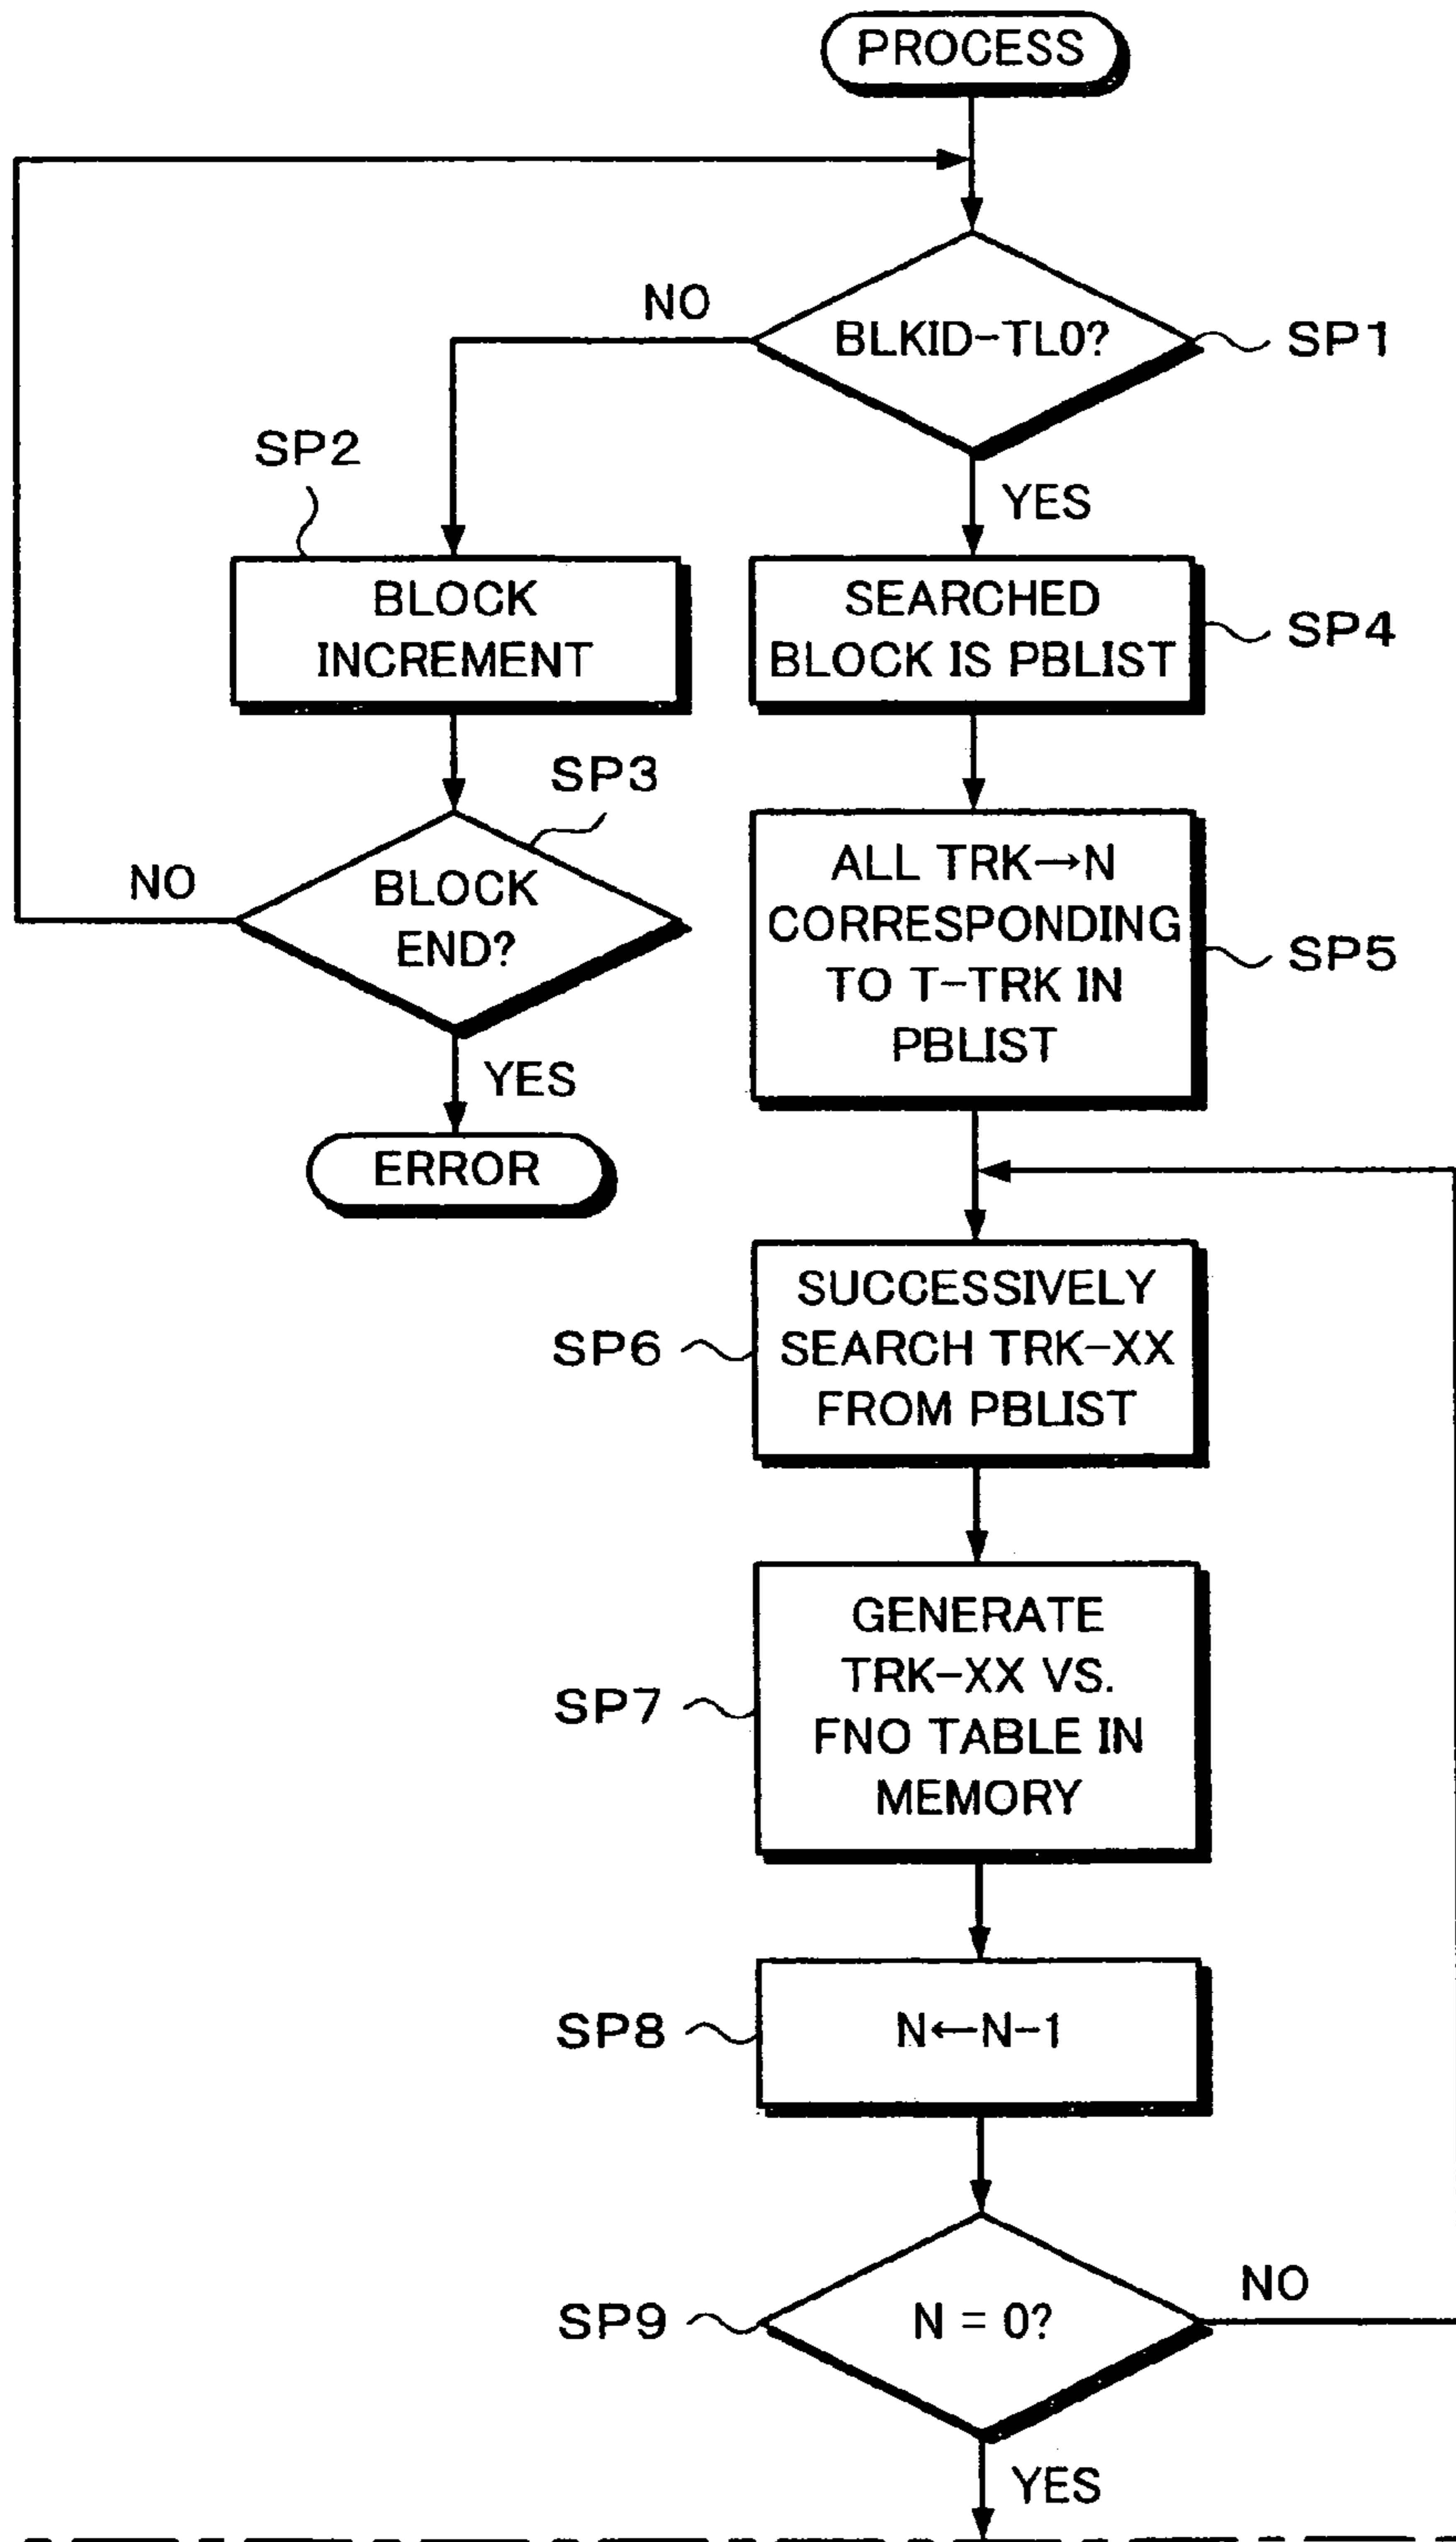 PROCESS
NO
BLKID-TL0?
SP1
SP2
YES
BLOCK
INCREMENT
SEARCHED
BLOCK IS PBLIST
SP4
SP3
NO
BLOCK
END?
ALL TRK→N
CORRESPONDING
TO T-TRK IN
PBLIST
SP5
YES
ERROR
SUCCESSIVELY
SEARCH TRK-XX
FROM PBLIST
SP6
GENERATE
TRK-XX VS.
FNO TABLE IN
MEMORY
SP7
SP8
N←N-1
SP9
N = 0?
NO
YES